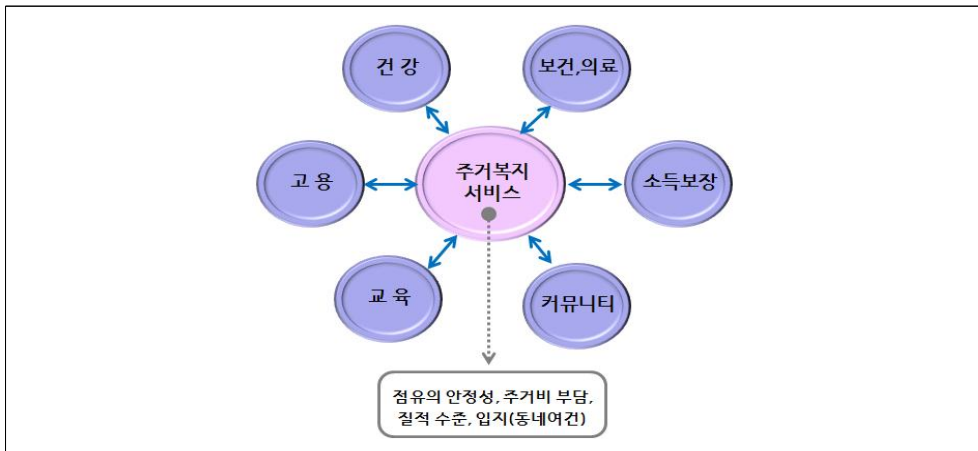 건 강
보건,의료
주거복지
서비스
고 용
소득보장
교 육
커뮤니티
점유의 안정성, 주거비 부담,
질적 수준, 입지(동네여건)